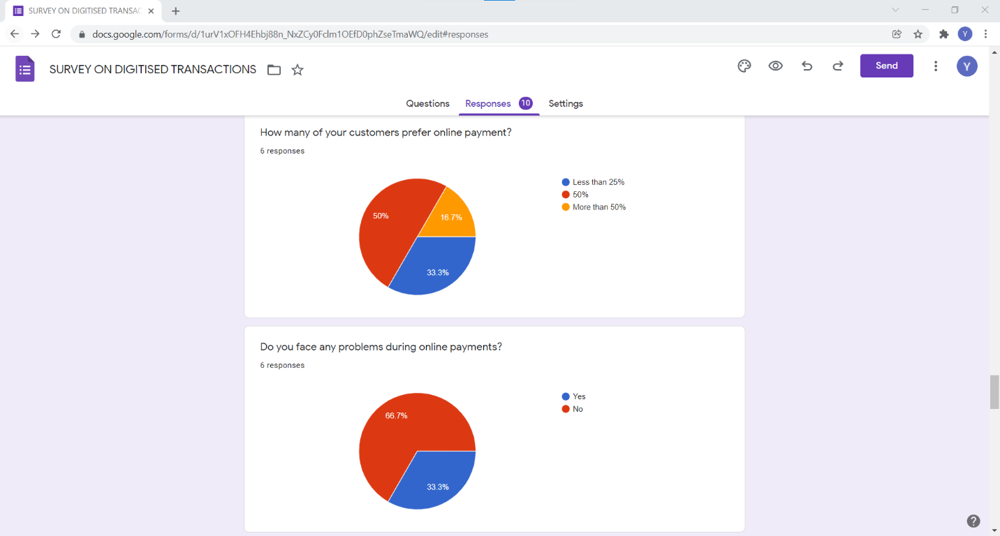 SURVEY ON DIGITISED TRANSAC
docs.google.com/forms/d/1urV1xOFH4Ehbj88n_NxZCy0Fclm1OEfD0phZseTmaWQ/edit#responses
Y
SURVEY ON DIGITISED TRANSACTIONS
Send
Y
Questions
Responses 10
Settings
How many of your customers prefer online payment?
6 responses
Less than 25%
50%
More than 50%
50%
16.7%
33.3%
Do you face any problems during online payments?
6 responses
Yes
No
66.7%
33.3%